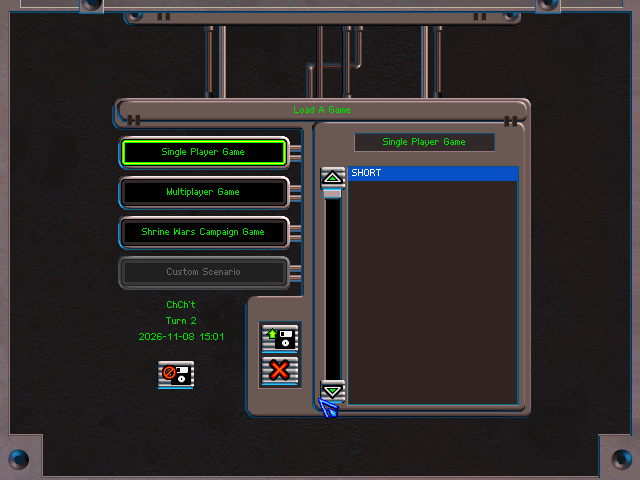 Load A Game
Single Player Game
Multiplayer Game
Shrine Wars Campaign Game
Custom Scenario
ChCh't
Turn 2
2026-11-08 15:01
Single Player Game
SHORT